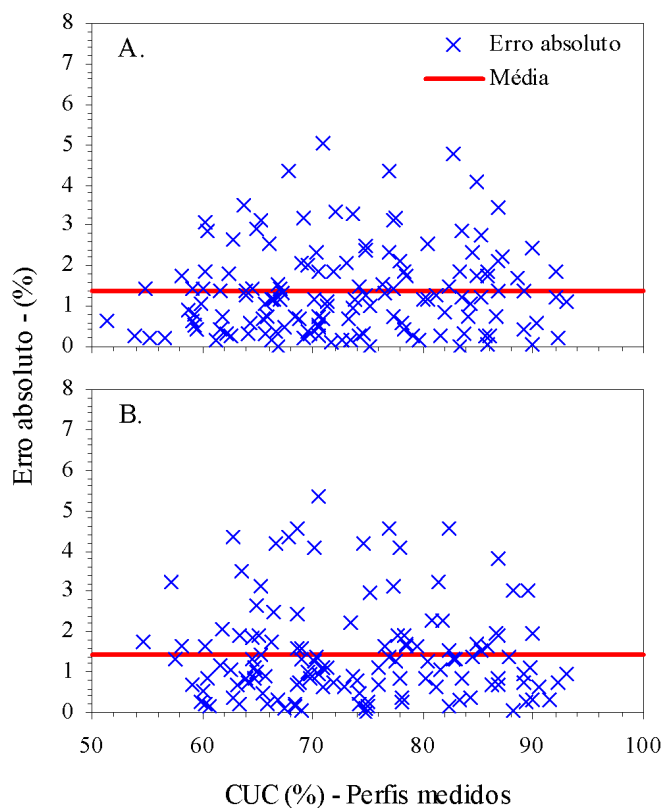 A.
Erro absoluto
Média
8
7
6
5
4
3
2
1
0
B.
8
7
6
5
4
3
2
1
0
50 60 70 80 90 100
Erro absoluto - (%)
CUC (%) - Perfis medidos